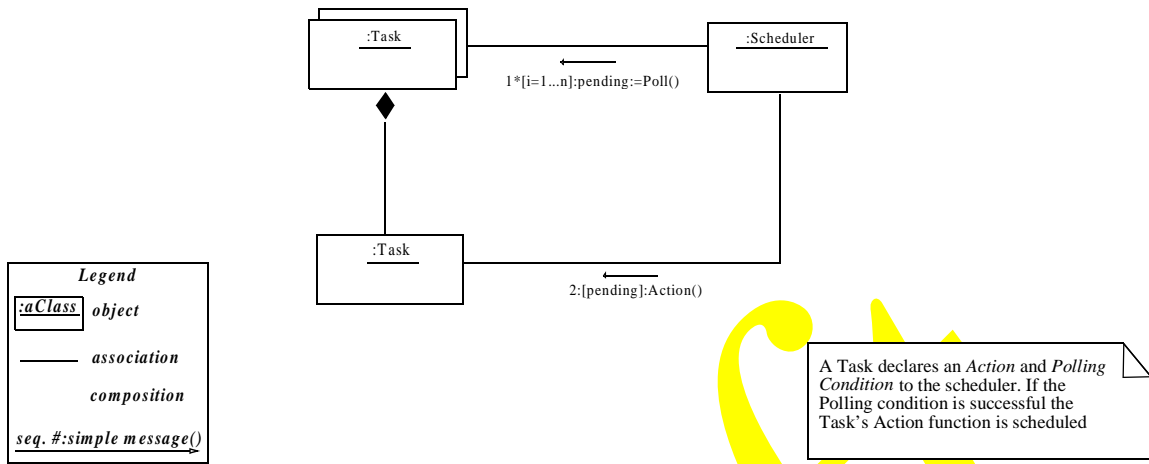 :Task
:Scheduler
1*[i=1...n]:pending:=Poll()
:Task
2:[pending]:Action()
Legend
:aClass object
association
composition
seq. #:simple message()
A Task declares an Action and Polling
Condition to the scheduler. If the
Polling condition is successful the
Task's Action function is scheduled